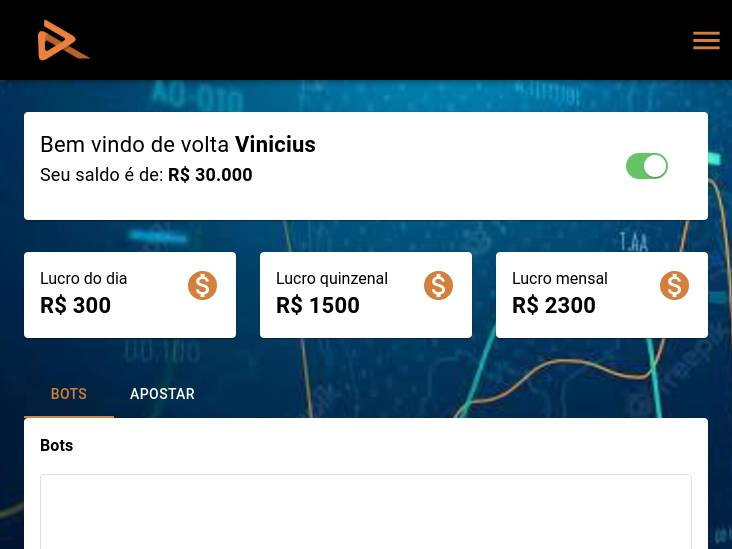 Bem vindo de volta Vinicius
Seu saldo é de: R$ 30.000
Lucro do dia
R$ 300
Lucro quinzenal
R$ 1500
Lucro mensal
R$ 2300
BOTS
APOSTAR
Bots